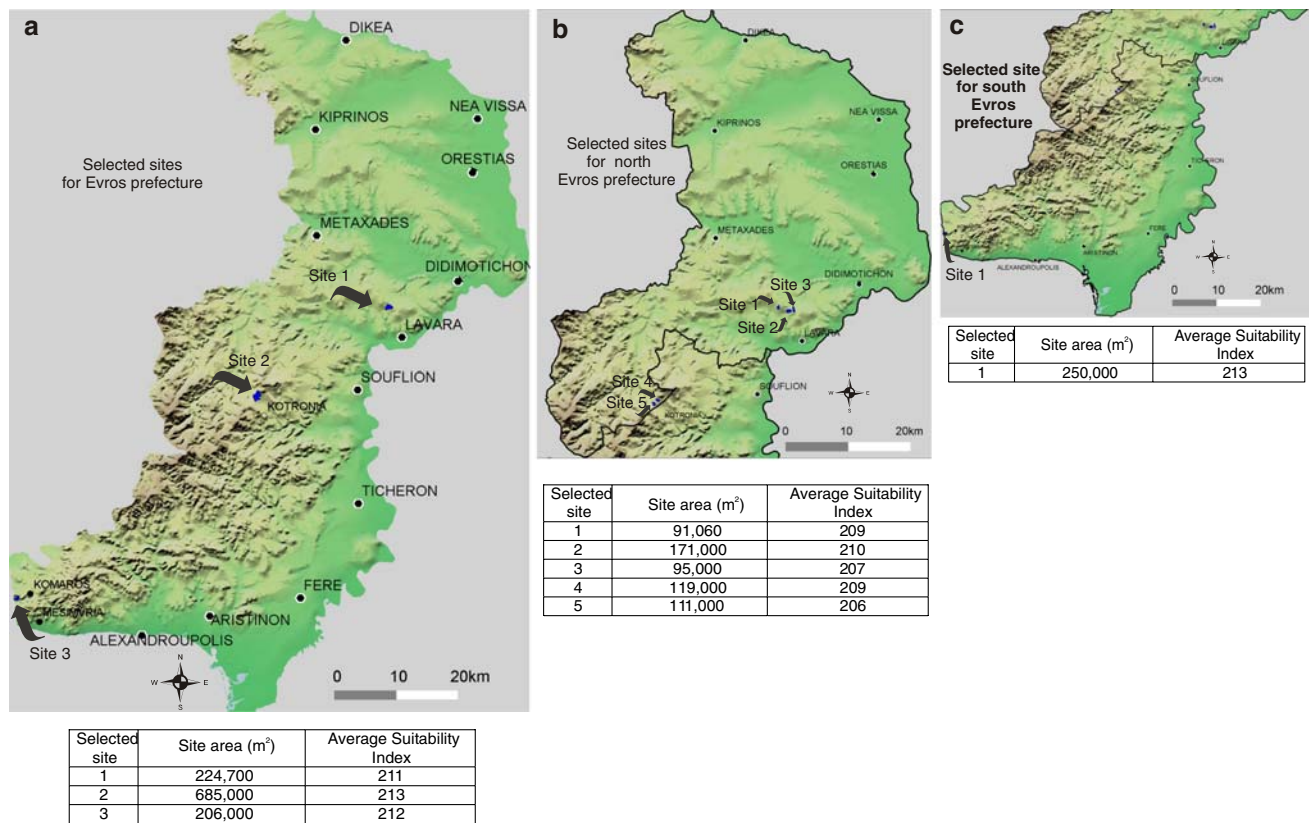 a
DIKEA
NEA VISSA
KIPRINOS
Selected sites
for Evros prefecture
ORESTIAS
METAXADES
DIDIMOTICHON
Site 1
LAVARA
Site 2
SOUFLION
KOTRONIA
TICHERON
KOMAROS
FERE
MESIMVRIA
ARISTINON
ALEXANDROUPOLIS
Site 3
N
W E
S
0 10 20km
Selected site | Site area (m²) | Average Suitability Index
1 | 224,700 | 211
2 | 685,000 | 213
3 | 206,000 | 212
b
DIKEA
NEA VISSA
KIPRINOS
Selected sites
for north
Evros prefecture
ORESTIAS
METAXADES
DIDIMOTICHON
Site 3
Site 1
Site 2
LAVARA
Site 4
SOUFLION
Site 5
KOTRONIA
N
W E
S
0 10 20km
Selected site | Site area (m²) | Average Suitability Index
1 | 91,060 | 209
2 | 171,000 | 210
3 | 95,000 | 207
4 | 119,000 | 209
5 | 111,000 | 206
c
Selected site
for south
Evros
prefecture
SOUFLION
TICHERON
FERE
ARISTINON
Site 1
ALEXANDROUPOLIS
N
W E
S
0 10 20km
Selected site | Site area (m²) | Average Suitability Index
1 | 250,000 | 213